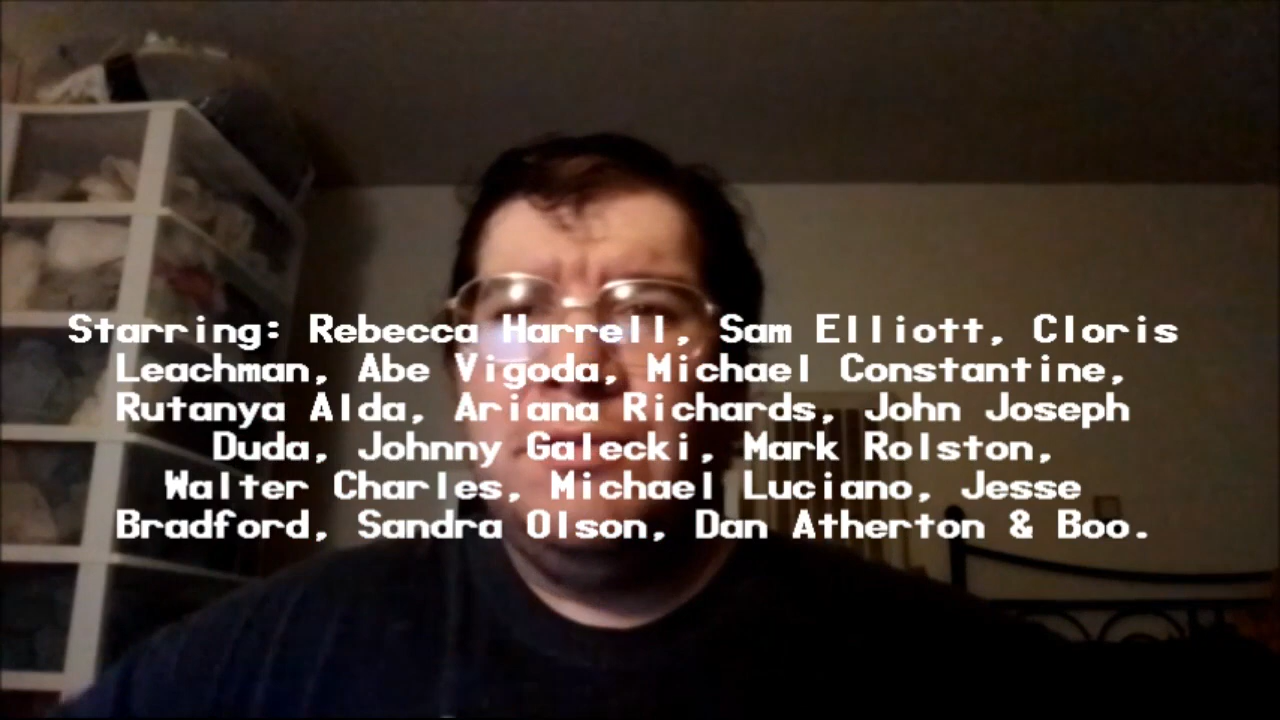 Starring: Rebecca Harrell, Sam Elliott, Cloris
Leachman, Abe Vigoda, Michael Constantine,
Rutanya Alda, Ariana Richards, John Joseph
Duda, Johnny Galecki, Mark Rolston,
Walter Charles, Michael Luciano, Jesse
Bradford, Sandra Olson, Dan Atherton & Boo.